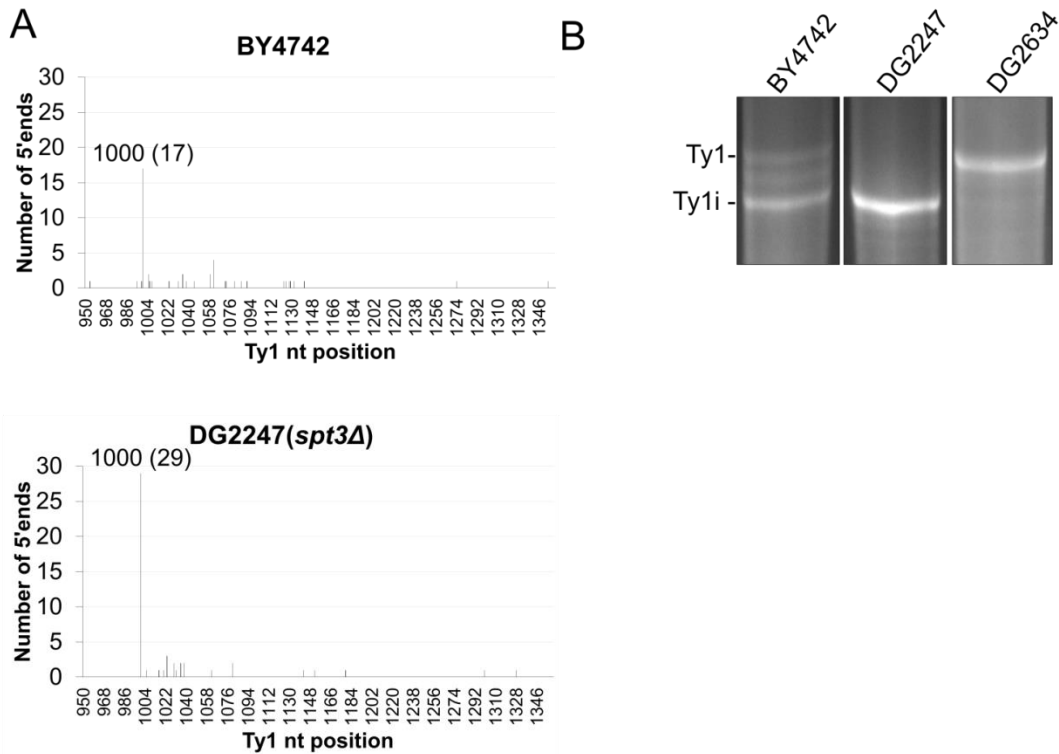 A
BY4742
Number of 5'ends
30
25
20
15
10
5
0
1000 (17)
950 968 986 1004 1022 1040 1058 1076 1094 1112 1130 1148 1166 1184 1202 1220 1238 1256 1274 1292 1310 1328 1346
Ty1 nt position
DG2247(spt3Δ)
Number of 5'ends
30
25
20
15
10
5
0
1000 (29)
950 968 986 1004 1022 1040 1058 1076 1094 1112 1130 1148 1166 1184 1202 1220 1238 1256 1274 1292 1310 1328 1346
Ty1 nt position
B
BY4742 DG2247 DG2634
Ty1-
Ty1i -